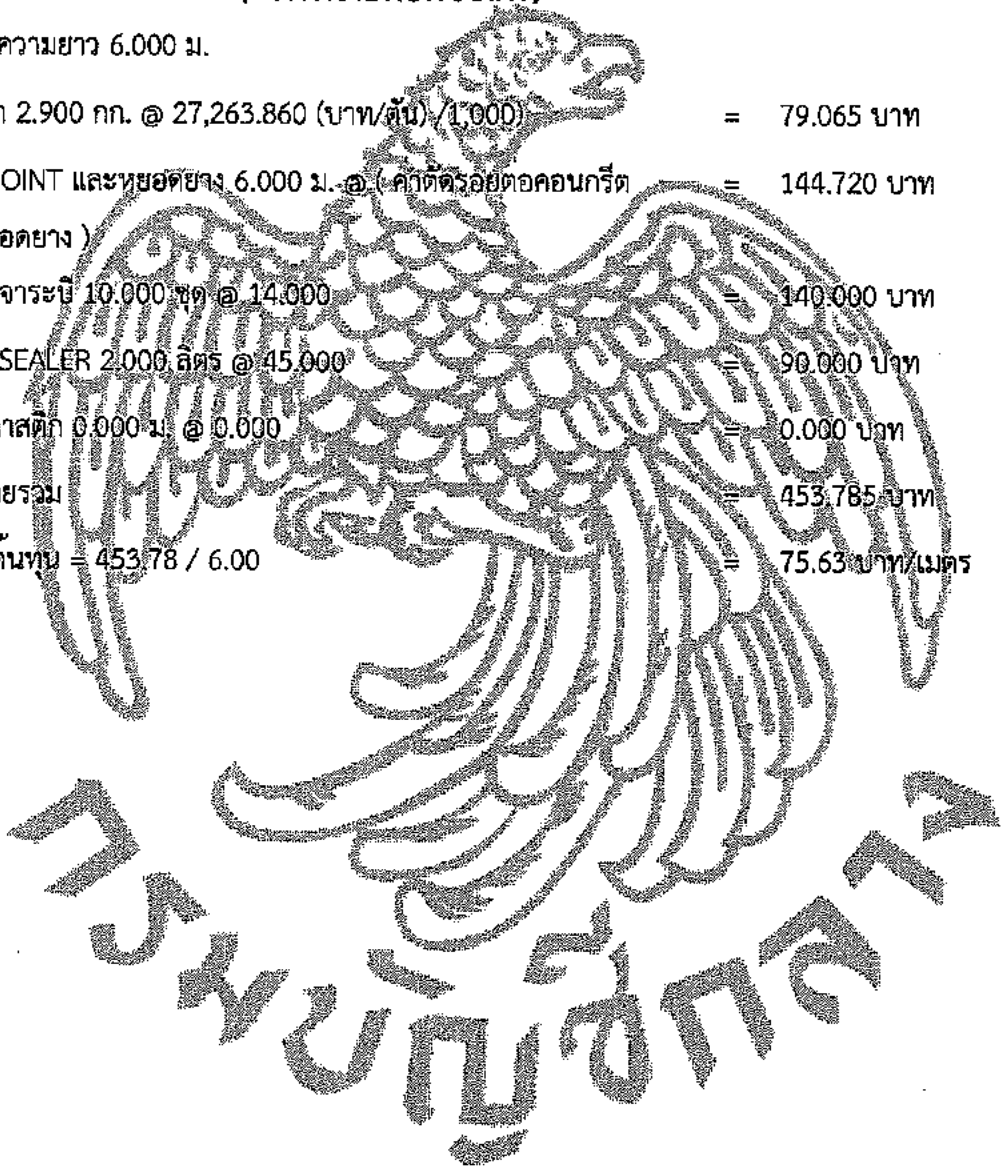 ความยาว 6.000 ม.
2.900 กก. @ 27,263.860 (บาท/ตัน) /1,000) = 79.065 บาท
OINT และหยอดยาง 6.000 ม. @ ( ค่าตัดรอยต่อคอนกรีต = 144.720 บาท
อดยาง )
จาระบี 10.000 ชุด @ 14.000 = 140.000 บาท
SEALER 2.000 ลิตร @ 45.000 = 90.000 บาท
าสติก 0.000 ม. @ 0.000 = 0.000 บาท
ยรวม = 453.785 บาท
ต้นทุน = 453.78 / 6.00 = 75.63 บาท/เมตร
กรมบัญชีกลาง